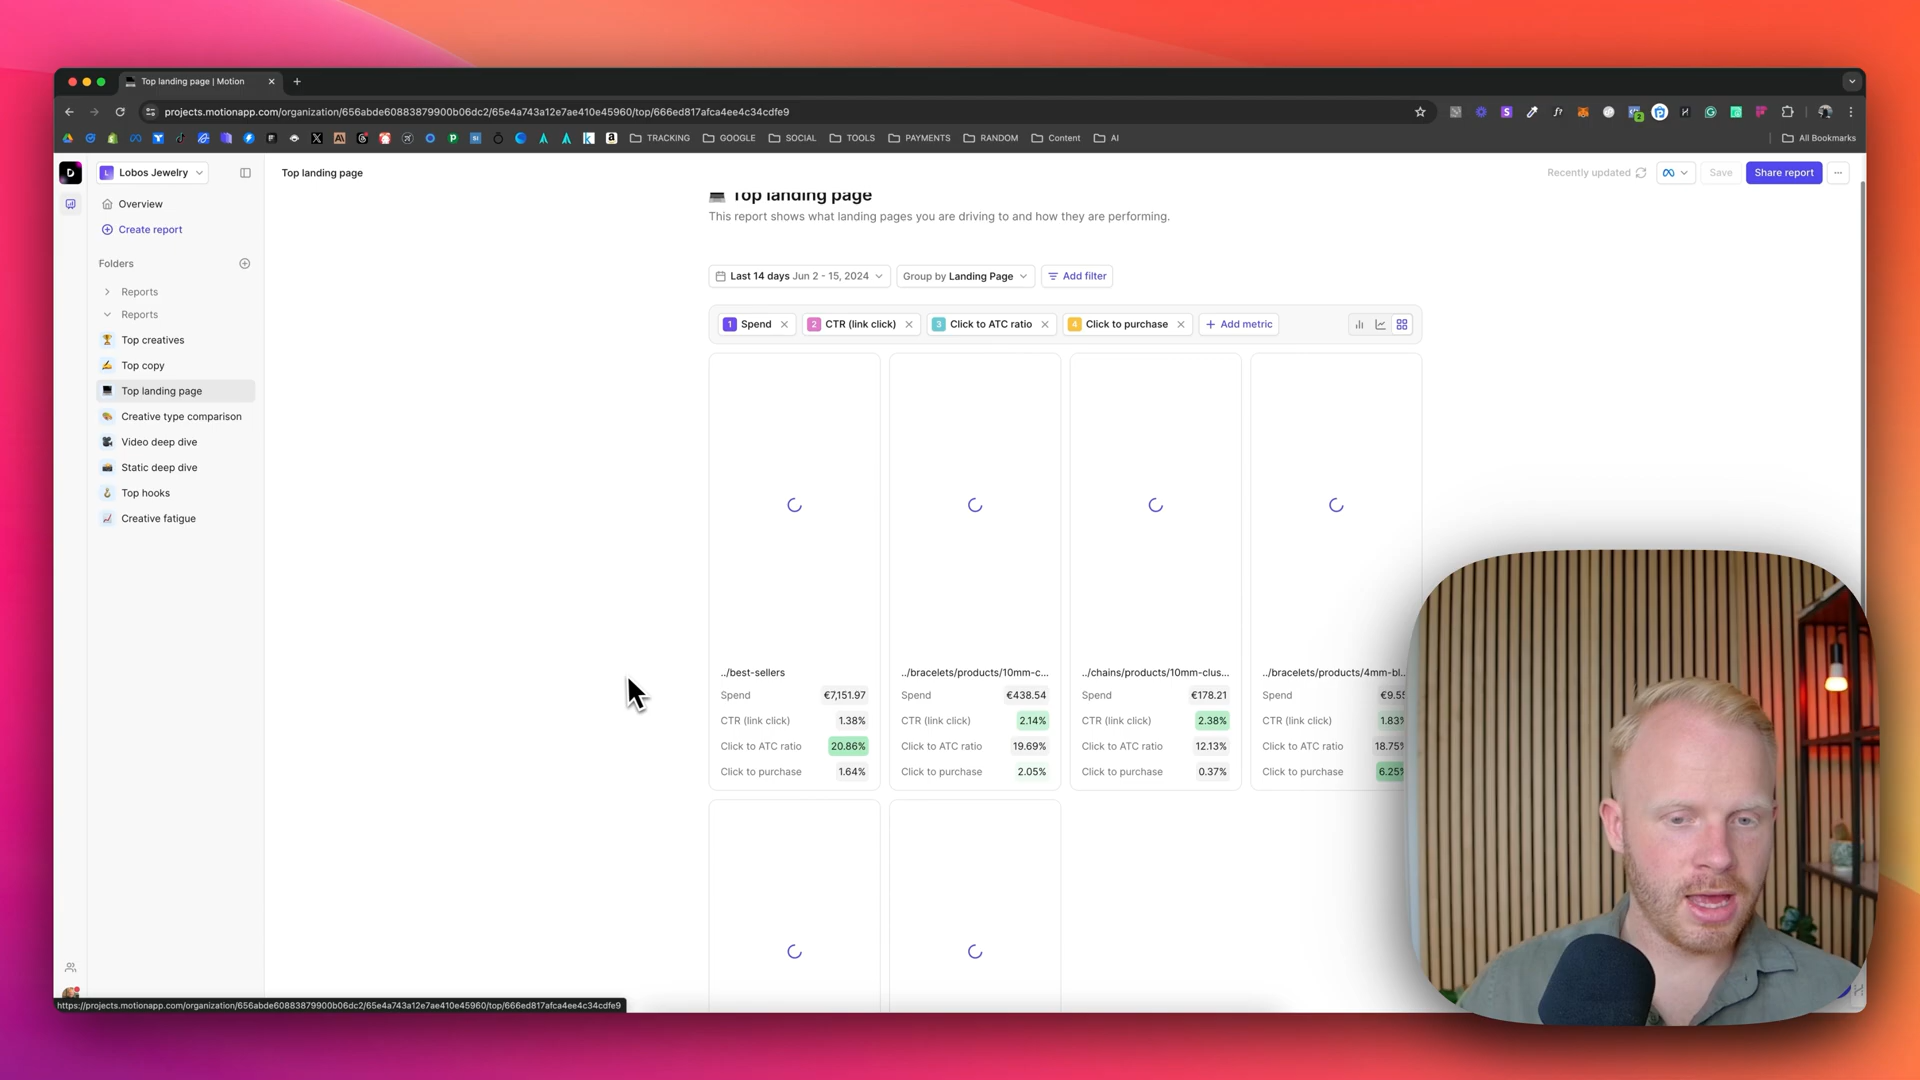 Top landing page | Motion
projects.motionapp.com/organization/656abde60883879900b06dc2/65e4a743a12e7ae410e45960/top/666ed817afca4ee4c34cdfe9
TRACKING GOOGLE SOCIAL TOOLS PAYMENTS RANDOM Content AI All Bookmarks
D Lobos Jewelry Top landing page Recently updated Save Share report
Overview
Create report
Folders
Reports
Reports
Top creatives
Top copy
Top landing page
Creative type comparison
Video deep dive
Static deep dive
Top hooks
Creative fatigue
Top landing page
This report shows what landing pages you are driving to and how they are performing.
Last 14 days Jun 2 - 15, 2024 Group by Landing Page Add filter
1 Spend 2 CTR (link click) 3 Click to ATC ratio 4 Click to purchase + Add metric
../best-sellers
Spend €7,151.97
CTR (link click) 1.38%
Click to ATC ratio 20.86%
Click to purchase 1.64%
../bracelets/products/10mm-c...
Spend €438.54
CTR (link click) 2.14%
Click to ATC ratio 19.69%
Click to purchase 2.05%
../chains/products/10mm-clus...
Spend €178.21
CTR (link click) 2.38%
Click to ATC ratio 12.13%
Click to purchase 0.37%
../bracelets/products/4mm-bl...
Spend €9.55
CTR (link click) 1.83%
Click to ATC ratio 18.75%
Click to purchase 6.25%
https://projects.motionapp.com/organization/656abde60883879900b06dc2/65e4a743a12e7ae410e45960/top/666ed817afca4ee4c34cdfe9